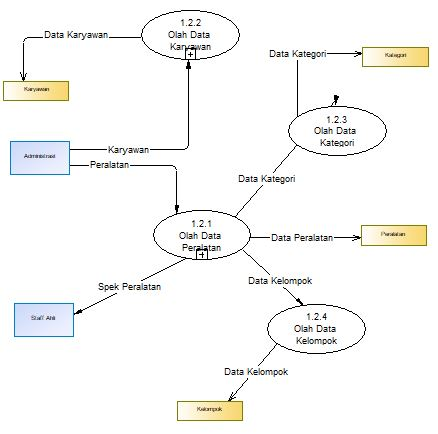 1.2.2
Olah Data
Karyawan
Data Karyawan
Data Kategori
Kategori
Karyawan
1.2.3
Olah Data
Kategori
Karyawan
Administrasi
Peralatan
Data Kategori
1.2.1
Olah Data
Peralatan
Data Peralatan
Peralatan
Data Kelompok
Spek Peralatan
1.2.4
Olah Data
Kelompok
Staff Ahli
Data Kelompok
Kelompok